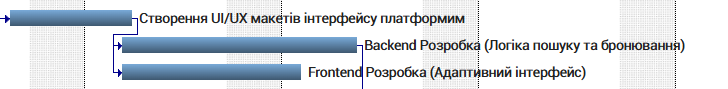 Створення UI/UX макетів інтерфейсу платформим
Backend Розробка (Логіка пошуку та бронювання)
Frontend Розробка (Адаптивний інтерфейс)